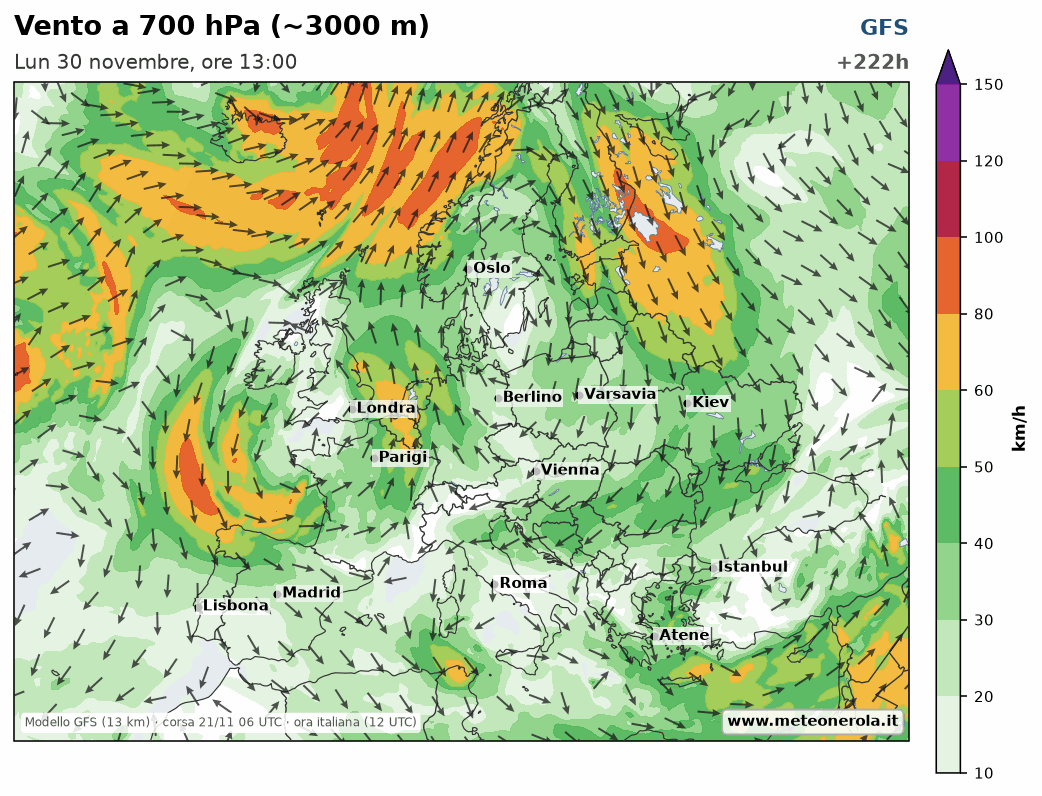 Vento a 700 hPa (~3000 m)
GFS
Lun 30 novembre, ore 13:00
+222h
150
120
100
80
60
50
40
30
20
10
km/h
Oslo
Berlino
Varsavia
Kiev
Londra
Parigi
Vienna
Istanbul
Roma
Madrid
Lisbona
Atene
Modello GFS (13 km) · corsa 21/11 06 UTC · ora italiana (12 UTC)
www.meteonerola.it